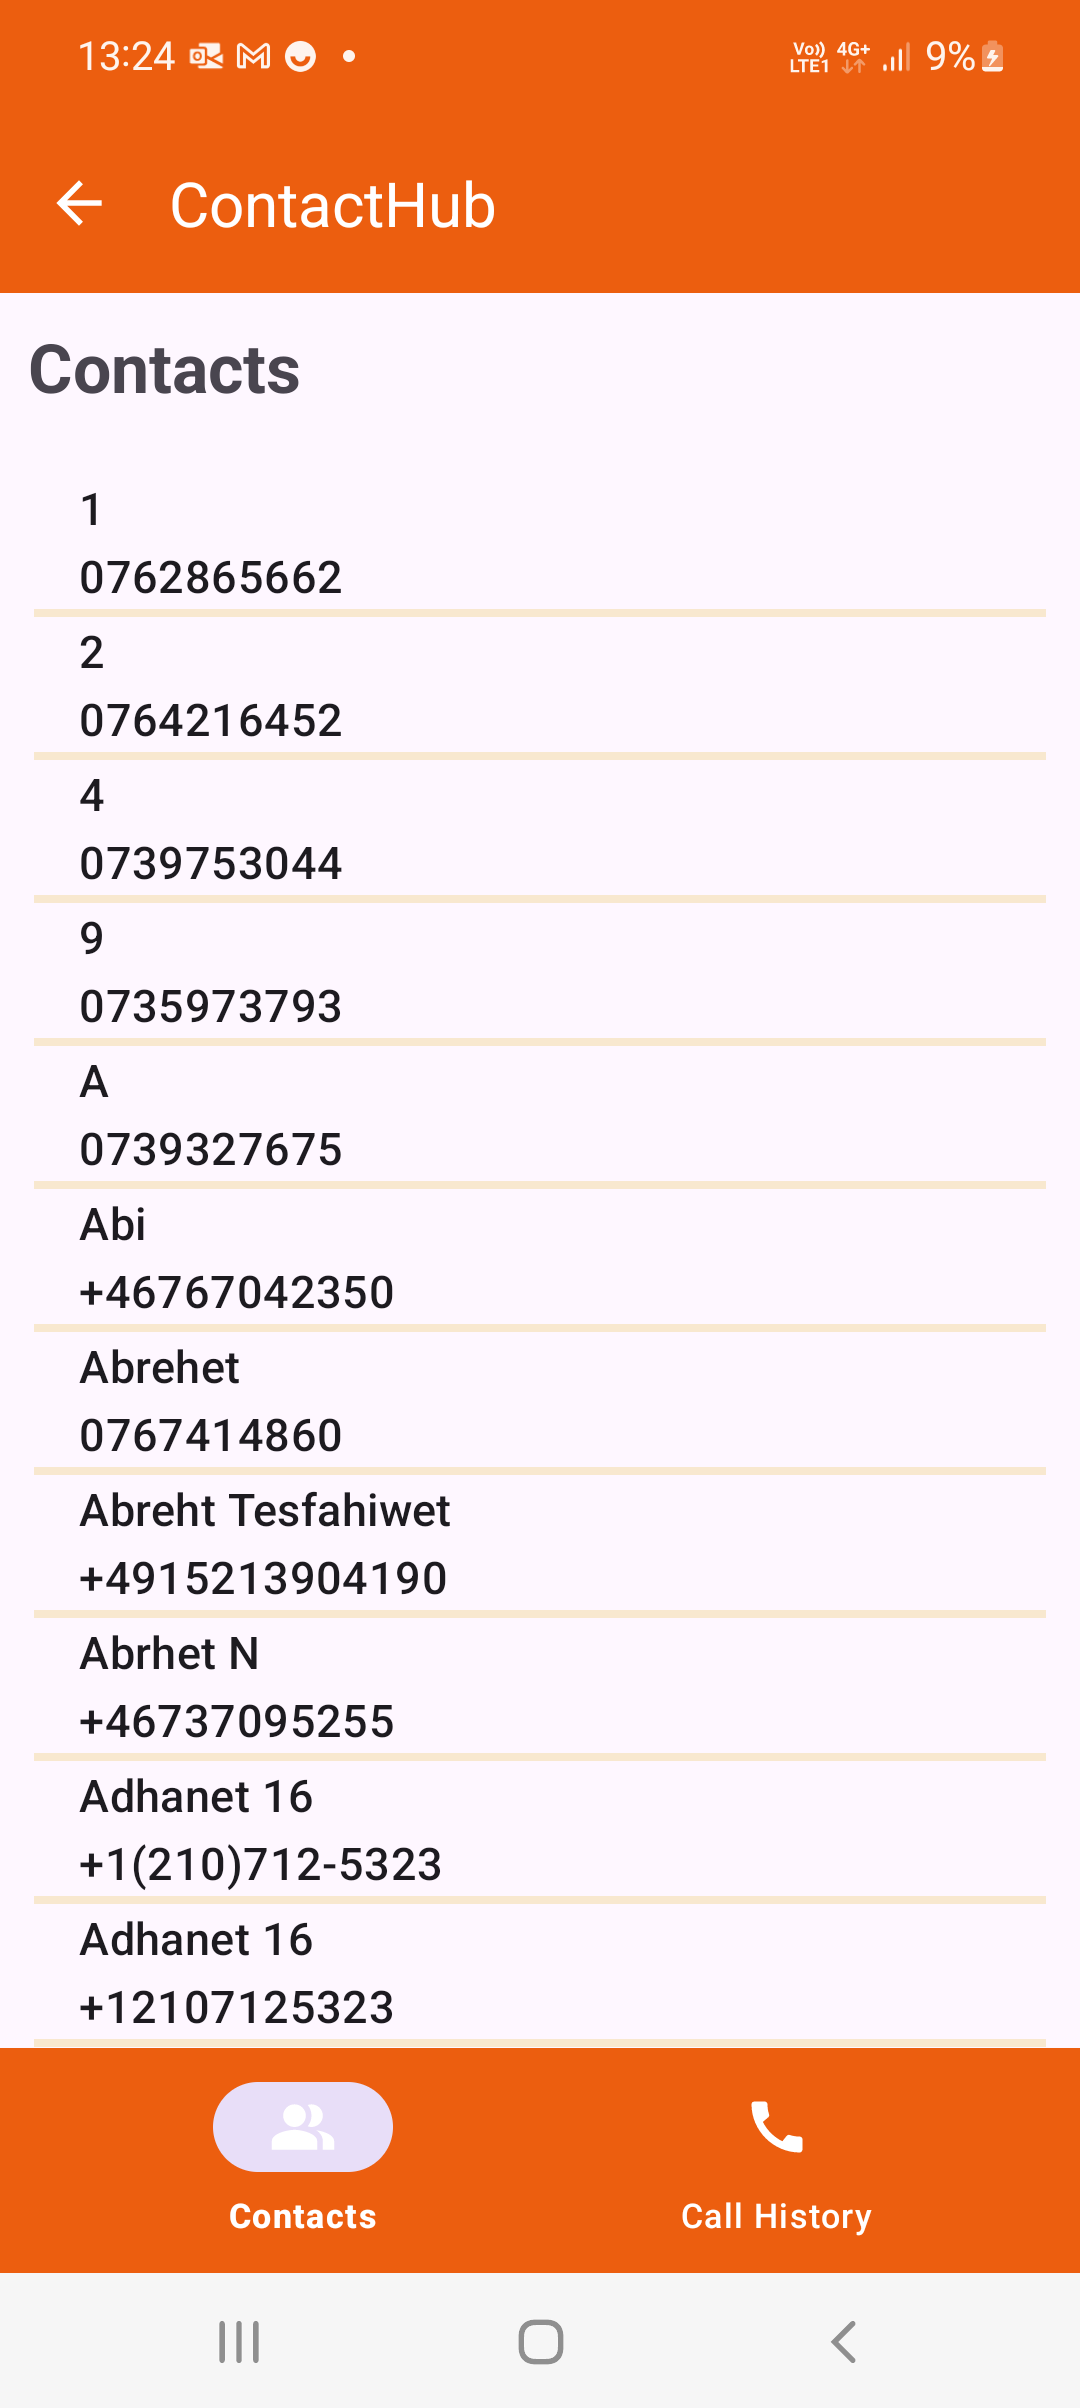 13:24
Vo)) 4G+
LTE1
9%
ContactHub
Contacts
1
0762865662
2
0764216452
4
0739753044
9
0735973793
A
0739327675
Abi
+46767042350
Abrehet
0767414860
Abreht Tesfahiwet
+4915213904190
Abrhet N
+46737095255
Adhanet 16
+1(210)712-5323
Adhanet 16
+12107125323
Contacts
Call History